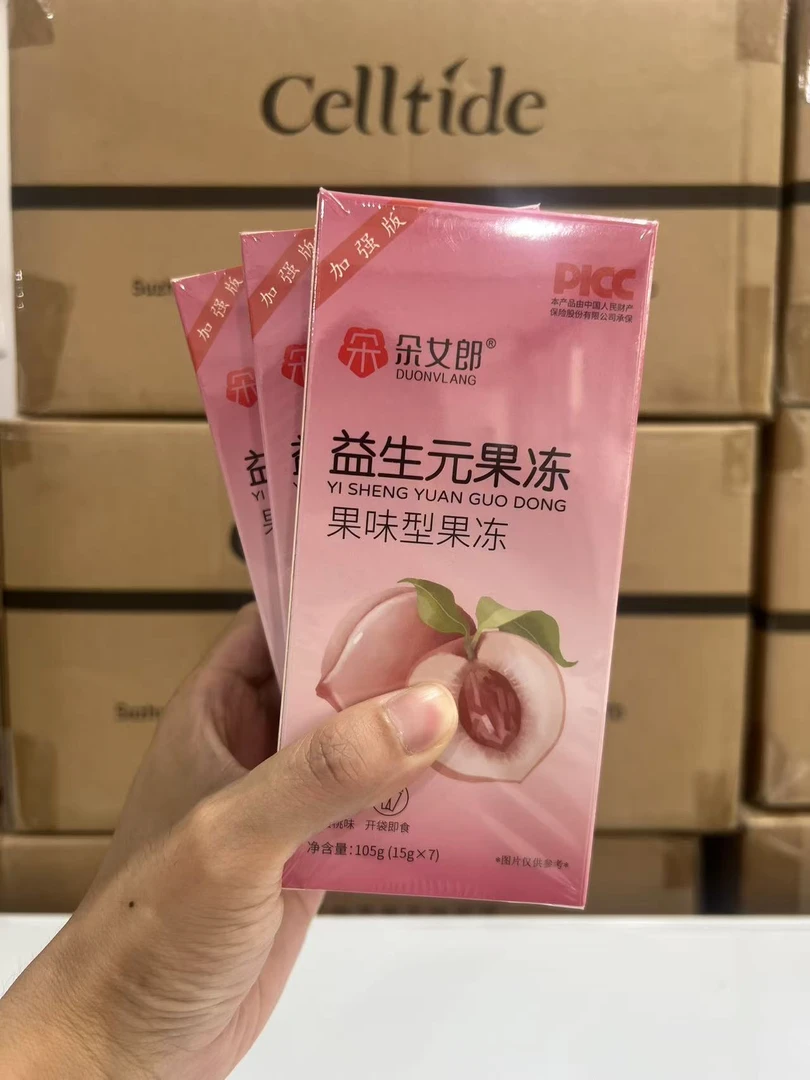 Celltide
加强版
加强版
加强版
PICC
本产品由中国人民财产
保险股份有限公司承保
朵
朵女郎®
DUONVLANG
益生元果冻
YI SHENG YUAN GUO DONG
果味型果冻
桃味 开袋即食
净含量：105g (15g×7)
*图片仅供参考*